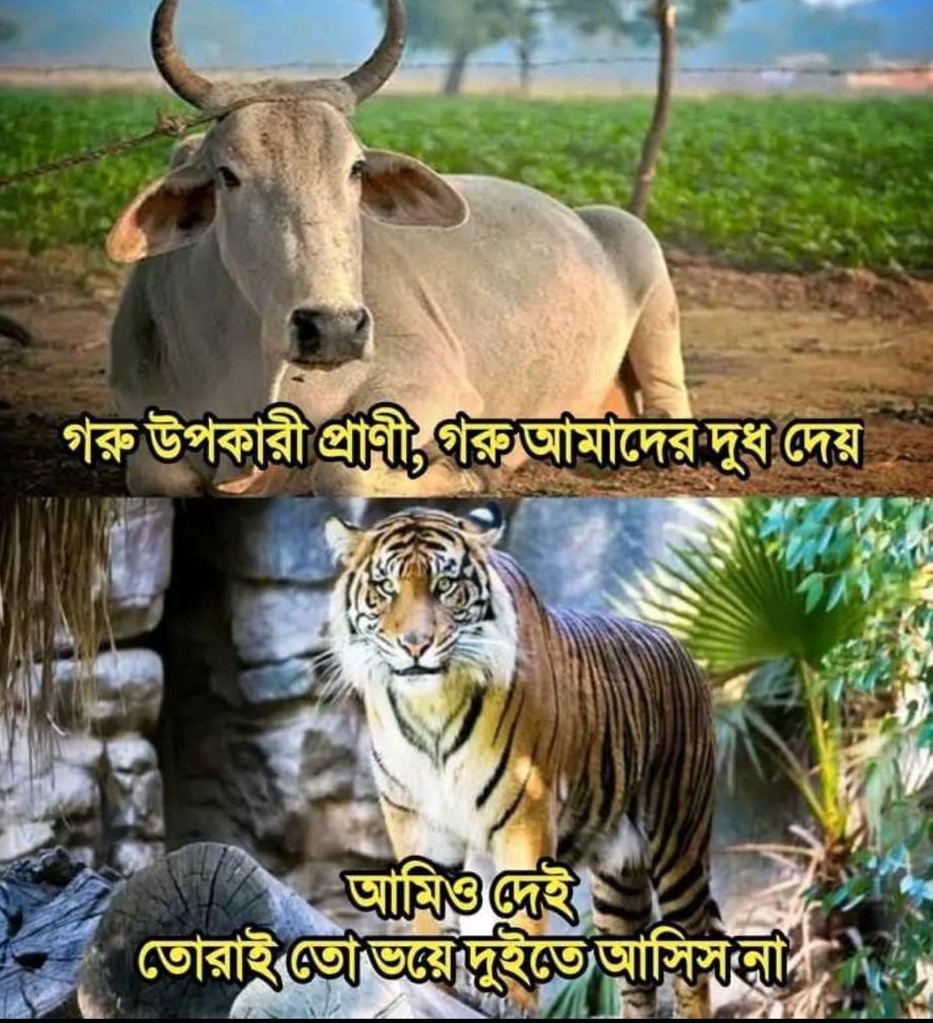 গরু উপকারী প্রাণী, গরু আমাদের দুধ দেয়
আমিও দেই
তোরাই তো ভয়ে দুইতে আসিস না